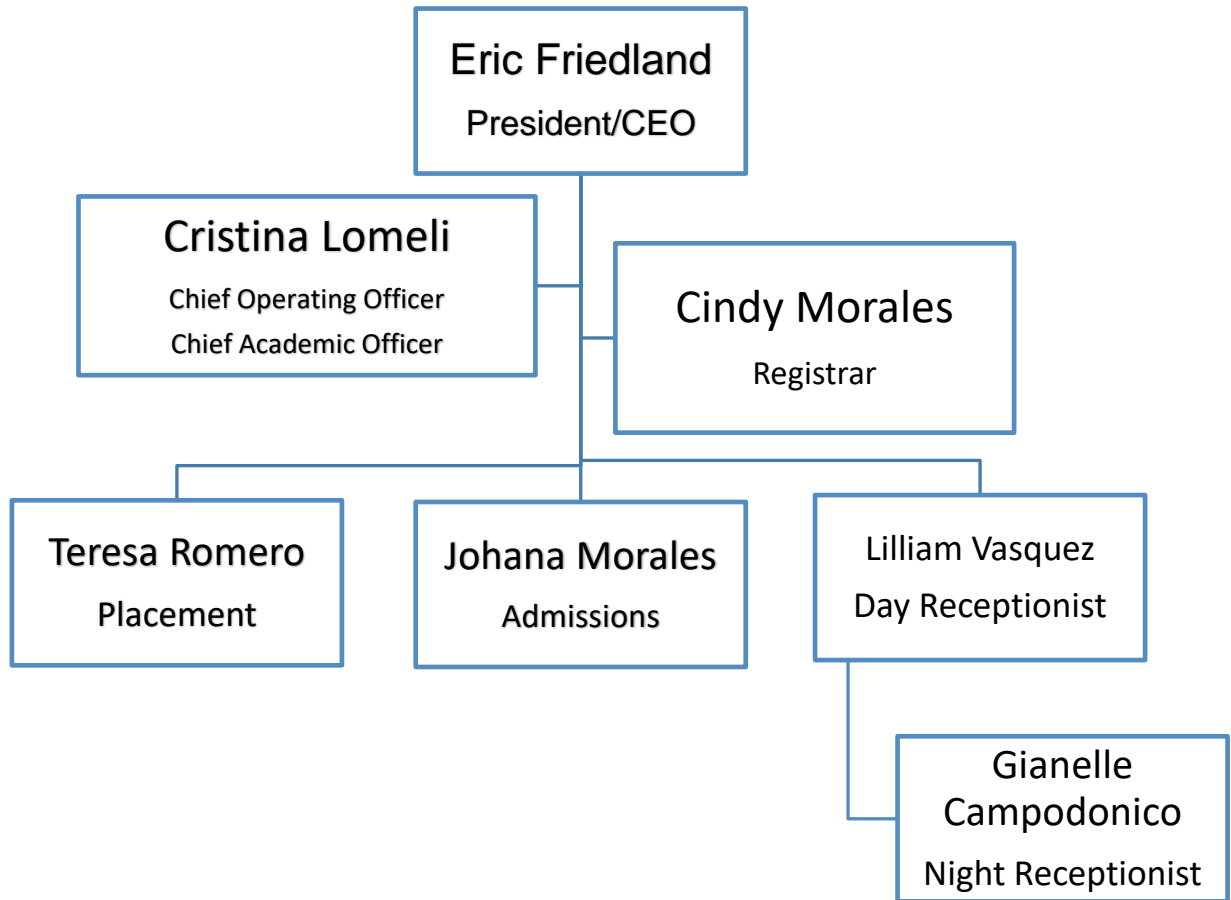 Eric Friedland
President/CEO
Cristina Lomeli
Chief Operating Officer
Chief Academic Officer
Cindy Morales
Registrar
Teresa Romero
Placement
Johana Morales
Admissions
Lilliam Vasquez
Day Receptionist
Gianelle
Campodonico
Night Receptionist